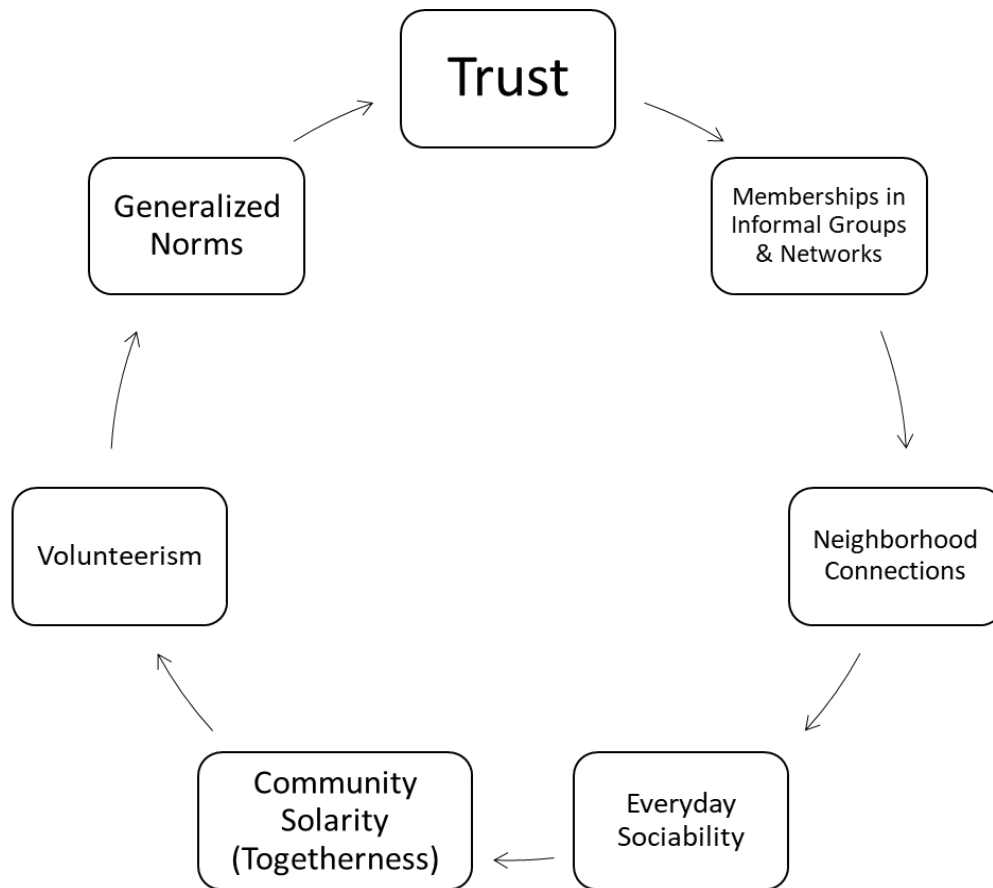 Trust
Memberships in
Informal Groups
& Networks
Neighborhood
Connections
Everyday
Sociability
Community
Solarity
(Togetherness)
Volunteerism
Generalized
Norms